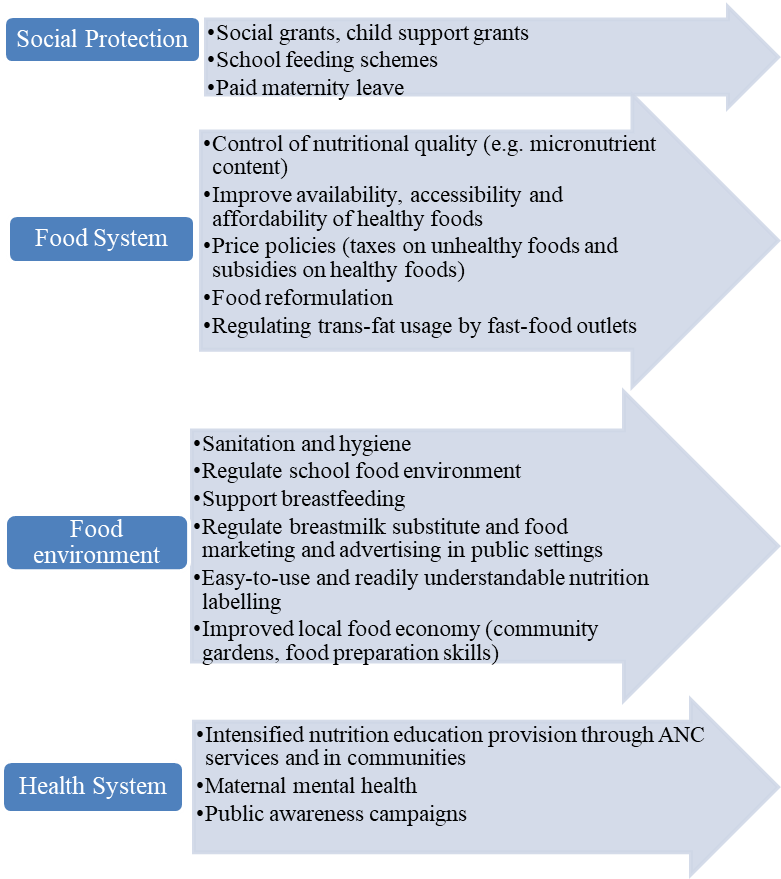 Social Protection
•Social grants, child support grants
•School feeding schemes
•Paid maternity leave
Food System
•Control of nutritional quality (e.g. micronutrient
content)
•Improve availability, accessibility and
affordability of healthy foods
•Price policies (taxes on unhealthy foods and
subsidies on healthy foods)
•Food reformulation
•Regulating trans-fat usage by fast-food outlets
Food
environment
•Sanitation and hygiene
•Regulate school food environment
•Support breastfeeding
•Regulate breastmilk substitute and food
marketing and advertising in public settings
•Easy-to-use and readily understandable nutrition
labelling
•Improved local food economy (community
gardens, food preparation skills)
Health System
•Intensified nutrition education provision through ANC
services and in communities
•Maternal mental health
•Public awareness campaigns